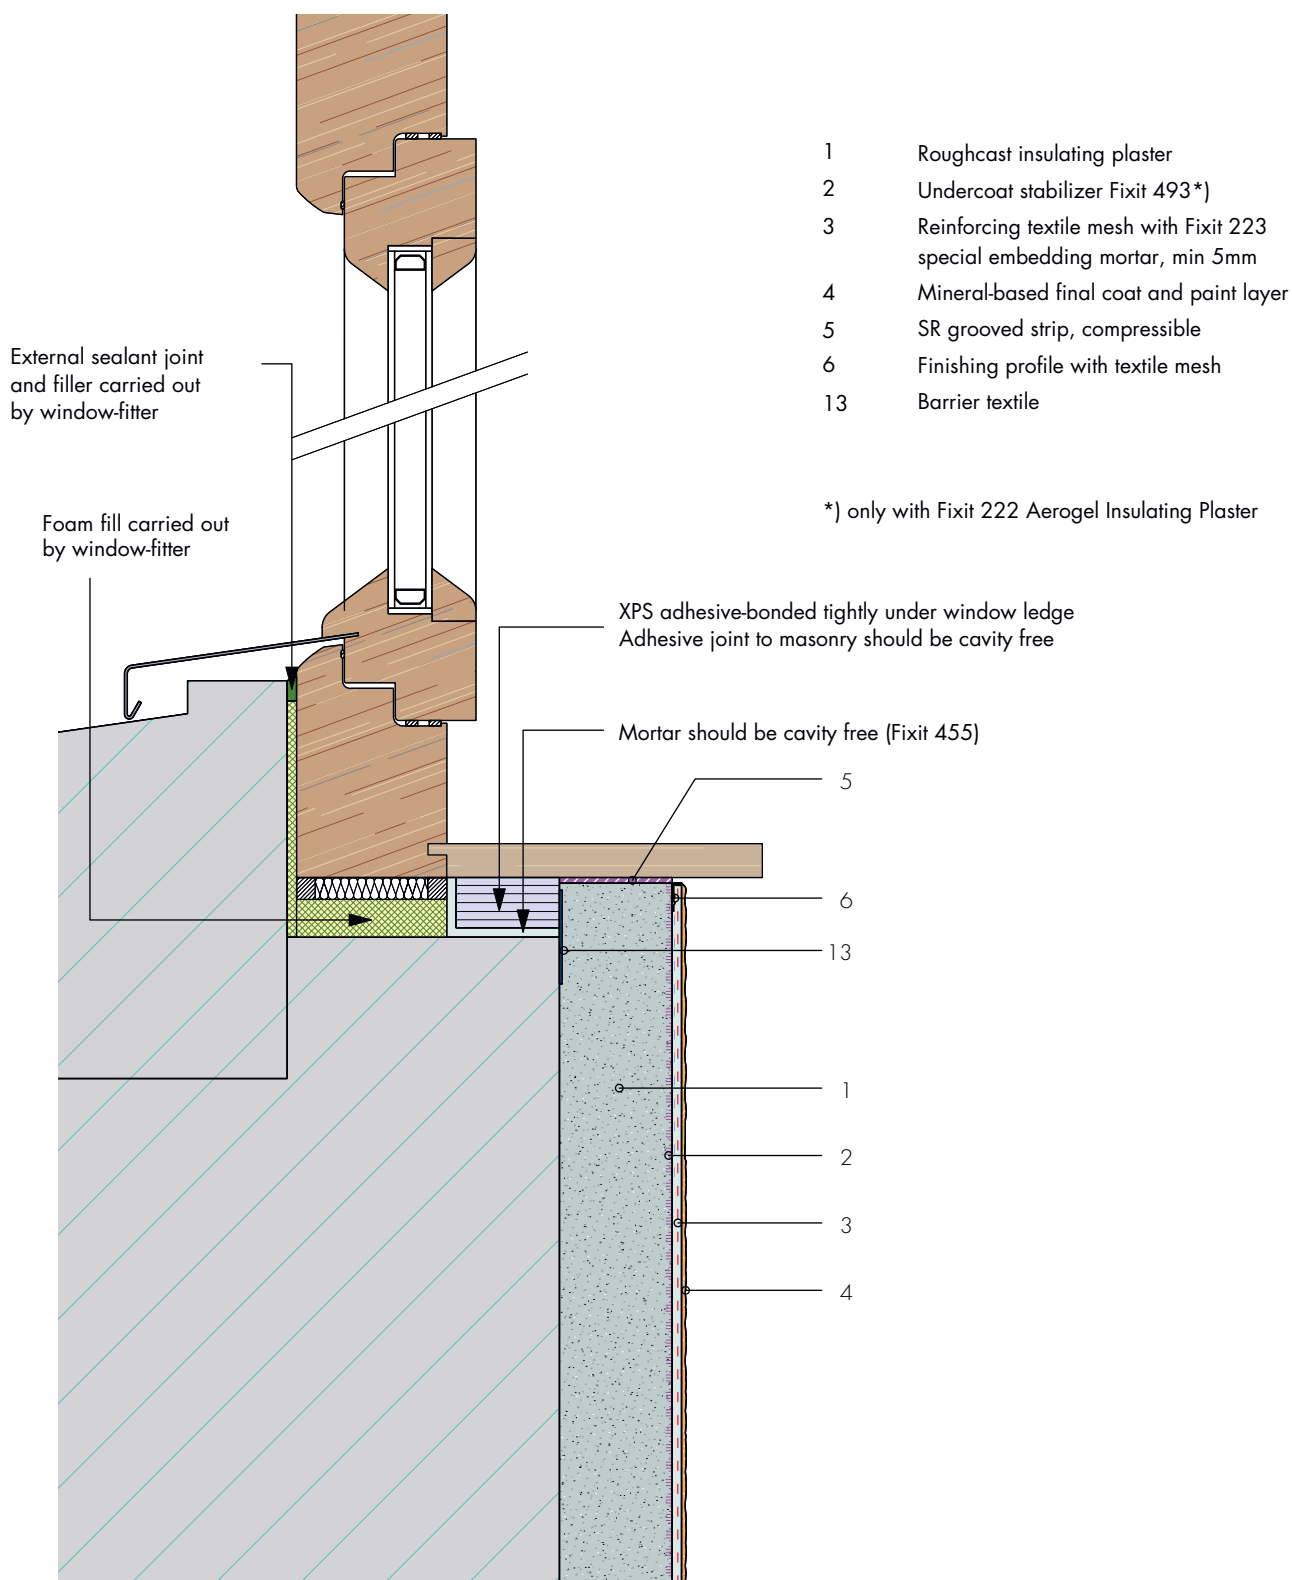 1 Roughcast insulating plaster
2 Undercoat stabilizer Fixit 493*)
3 Reinforcing textile mesh with Fixit 223
special embedding mortar, min 5mm
4 Mineral-based final coat and paint layer
5 SR grooved strip, compressible
6 Finishing profile with textile mesh
13 Barrier textile
*) only with Fixit 222 Aerogel Insulating Plaster
External sealant joint
and filler carried out
by window-fitter
Foam fill carried out
by window-fitter
XPS adhesive-bonded tightly under window ledge
Adhesive joint to masonry should be cavity free
Mortar should be cavity free (Fixit 455)
5
6
13
1
2
3
4